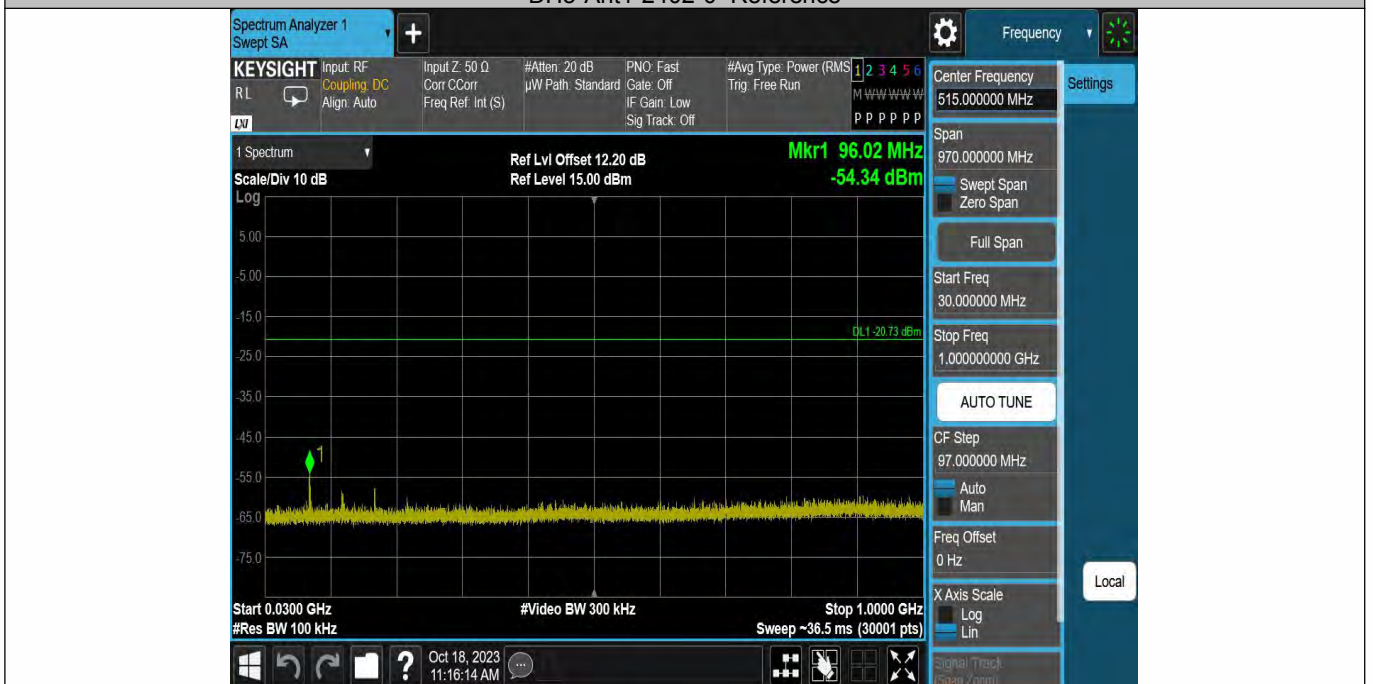 Spectrum Analyzer 1
Swept SA
+
Frequency
KEYSIGHT
RL
LXI
Input: RF
Coupling: DC
Align: Auto
Input Z: 50 Ω
Corr CCorr
Freq Ref: Int (S)
#Atten: 20 dB
µW Path: Standard
PNO: Fast
Gate: Off
IF Gain: Low
Sig Track: Off
#Avg Type: Power (RMS
Trig: Free Run
1 2 3 4 5 6
M W W W W W
P P P P P P
1 Spectrum
Scale/Div 10 dB
Log
Ref Lvl Offset 12.20 dB
Ref Level 15.00 dBm
Mkr1 96.02 MHz
-54.34 dBm
5.00
-5.00
-15.0
DL1 -20.73 dBm
-25.0
-35.0
-45.0
1
-55.0
-65.0
-75.0
Start 0.0300 GHz
#Res BW 100 kHz
#Video BW 300 kHz
Stop 1.0000 GHz
Sweep ~36.5 ms (30001 pts)
?
Oct 18, 2023
11:16:14 AM
Center Frequency
515.000000 MHz
Span
970.000000 MHz
Swept Span
Zero Span
Full Span
Start Freq
30.000000 MHz
Stop Freq
1.000000000 GHz
AUTO TUNE
CF Step
97.000000 MHz
Auto
Man
Freq Offset
0 Hz
X Axis Scale
Log
Lin
Signal Track
(Span Zoom)
Settings
Local